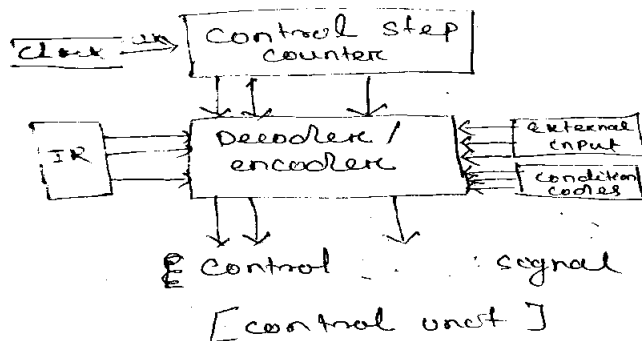 control step
clock
counter
Decoder /
encoder
IR
external
input
condition
codes
control . . . : signal
[control unit]